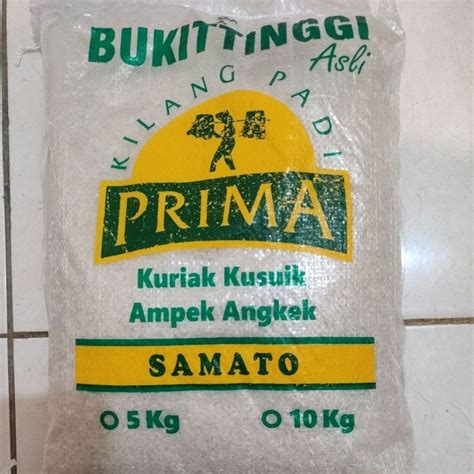 BUKITTINGGI
Asli
KILANG PADI
PRIMA
Kuriak Kusuik
Ampek Angkek
SAMATO
O 5 Kg O 10 Kg